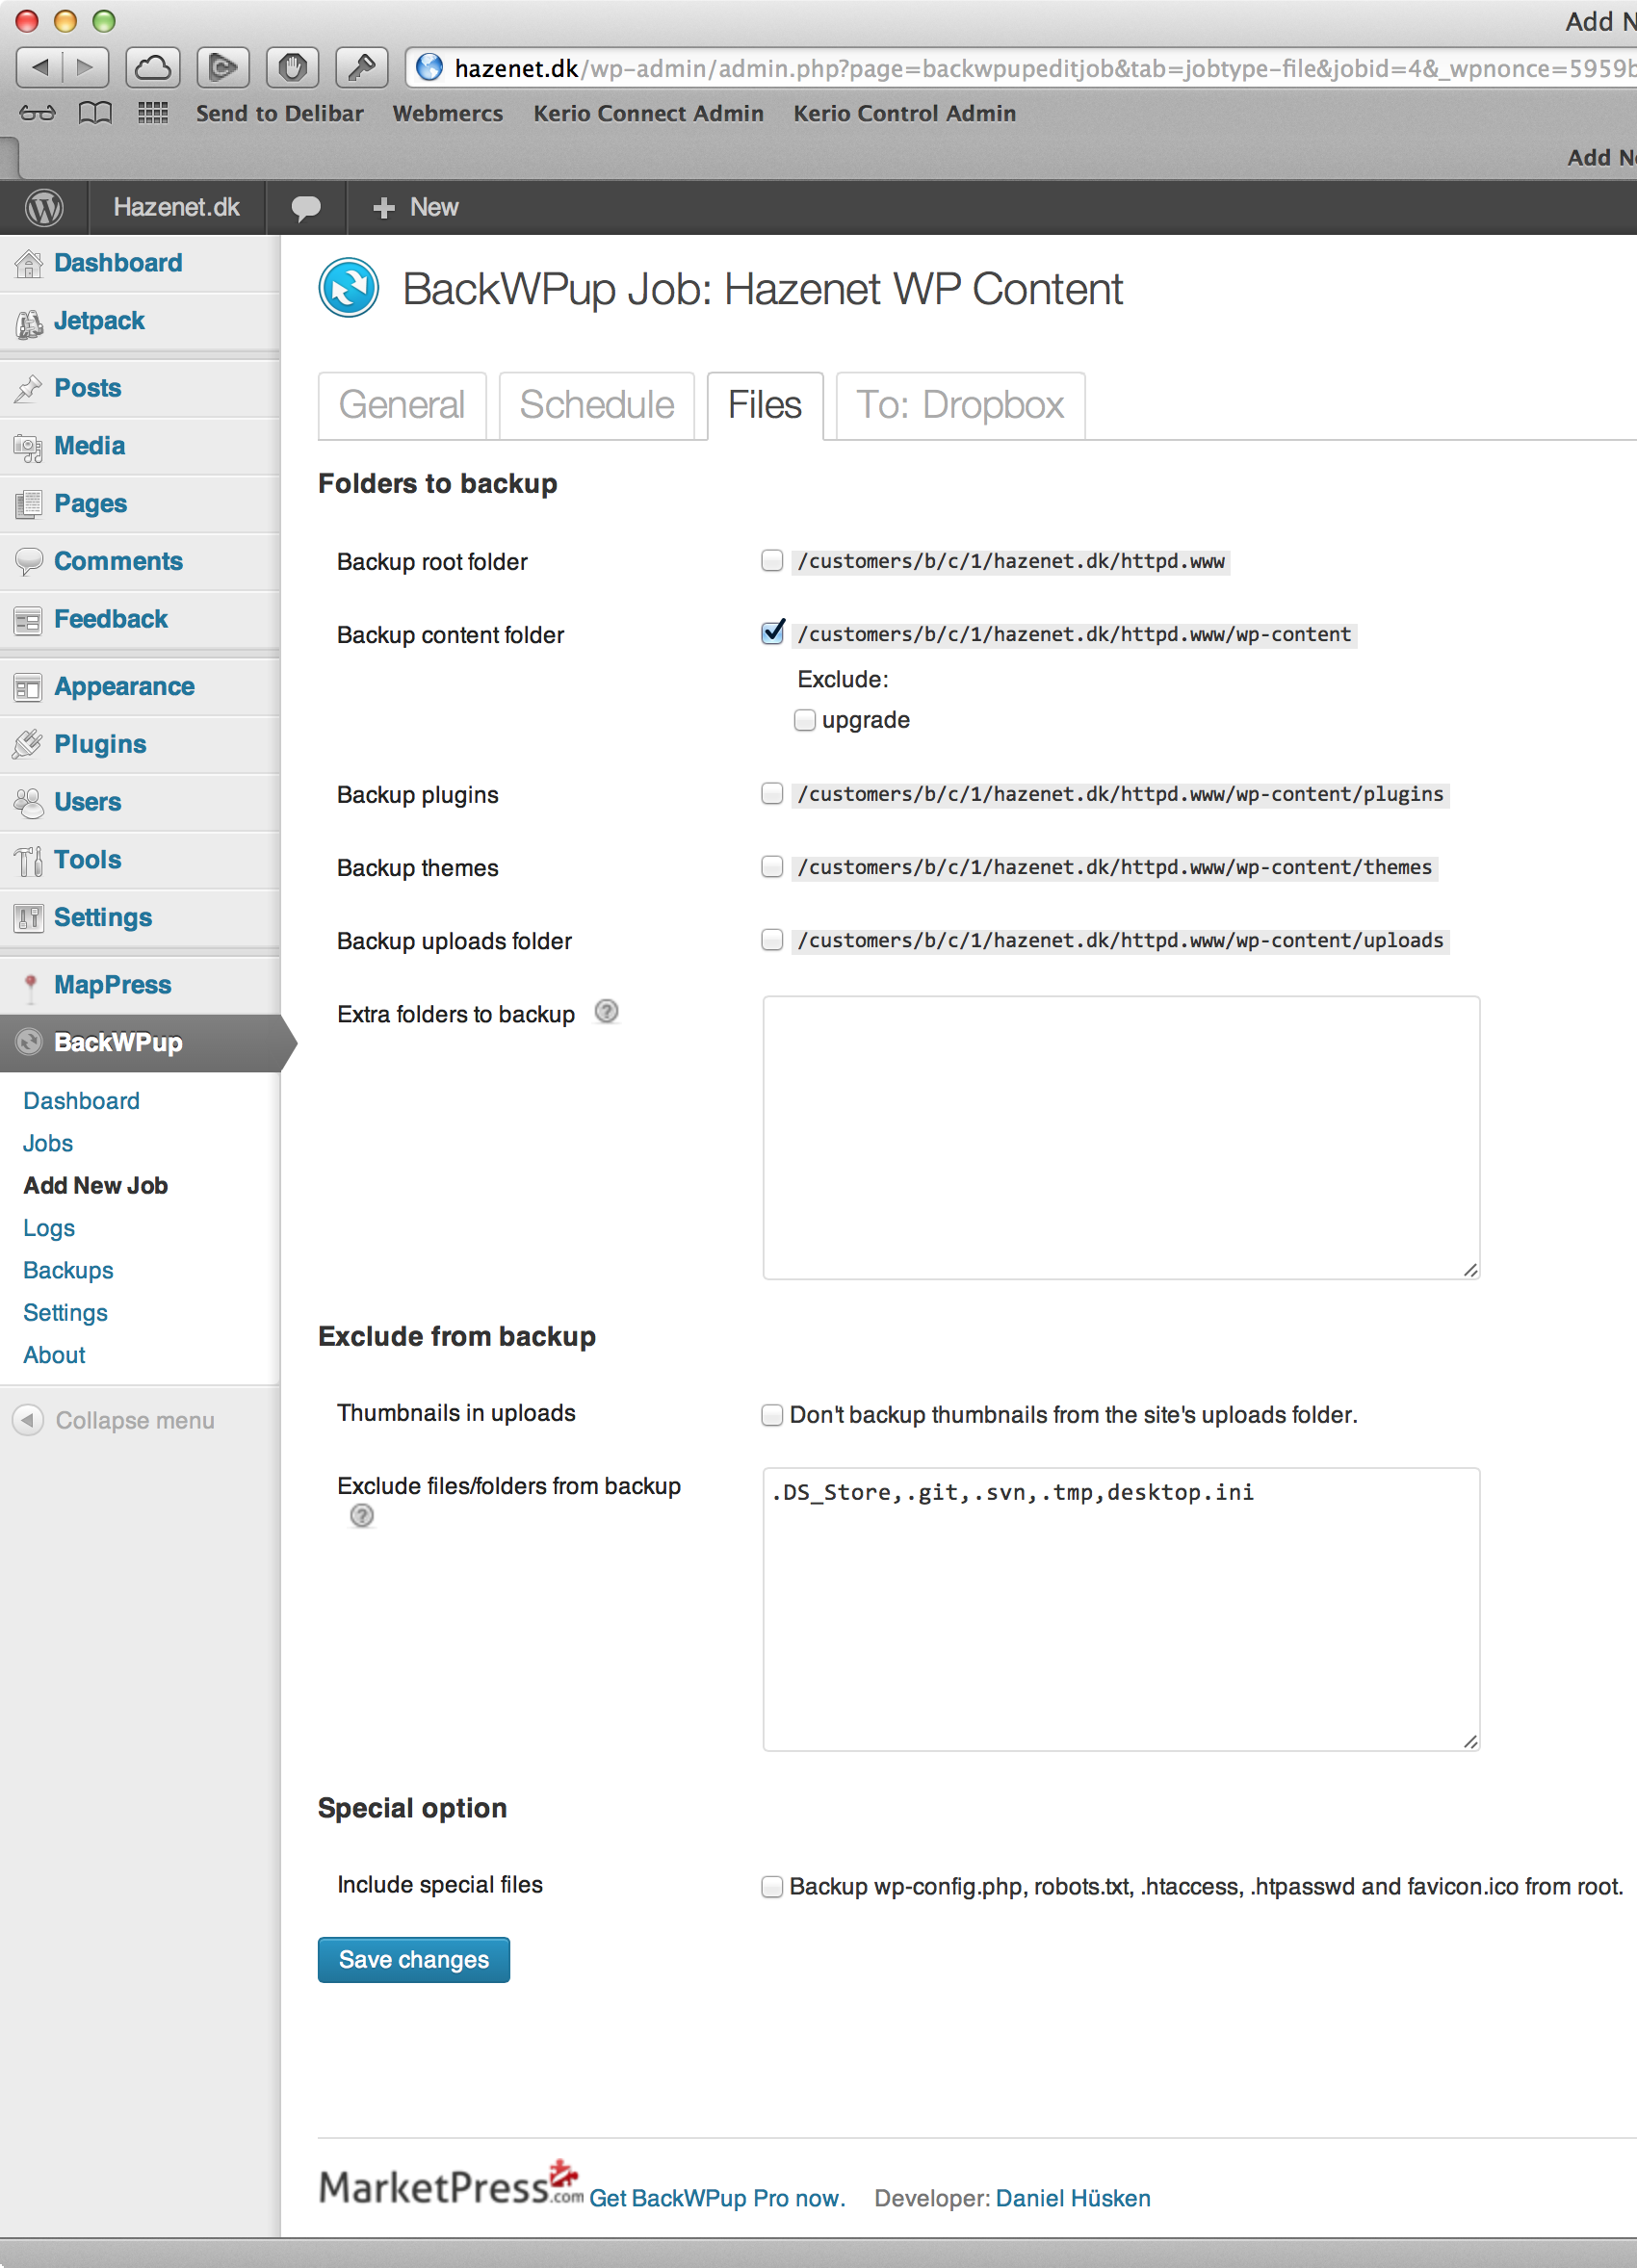 Add N
hazenet.dk/wp-admin/admin.php?page=backwpupeditjob&tab=jobtype-file&jobid=4&_wpnonce=5959b
Send to Delibar Webmercs Kerio Connect Admin Kerio Control Admin
Add N
Hazenet.dk + New
Dashboard
Jetpack
Posts
Media
Pages
Comments
Feedback
Appearance
Plugins
Users
Tools
Settings
MapPress
BackWPup
Dashboard
Jobs
Add New Job
Logs
Backups
Settings
About
Collapse menu
BackWPup Job: Hazenet WP Content
General Schedule Files To: Dropbox
Folders to backup
Backup root folder /customers/b/c/1/hazenet.dk/httpd.www
Backup content folder /customers/b/c/1/hazenet.dk/httpd.www/wp-content
Exclude:
upgrade
Backup plugins /customers/b/c/1/hazenet.dk/httpd.www/wp-content/plugins
Backup themes /customers/b/c/1/hazenet.dk/httpd.www/wp-content/themes
Backup uploads folder /customers/b/c/1/hazenet.dk/httpd.www/wp-content/uploads
Extra folders to backup ?
Exclude from backup
Thumbnails in uploads Don't backup thumbnails from the site's uploads folder.
Exclude files/folders from backup .DS_Store,.git,.svn,.tmp,desktop.ini
?
Special option
Include special files Backup wp-config.php, robots.txt, .htaccess, .htpasswd and favicon.ico from root.
Save changes
MarketPress.com Get BackWPup Pro now. Developer: Daniel Hüsken